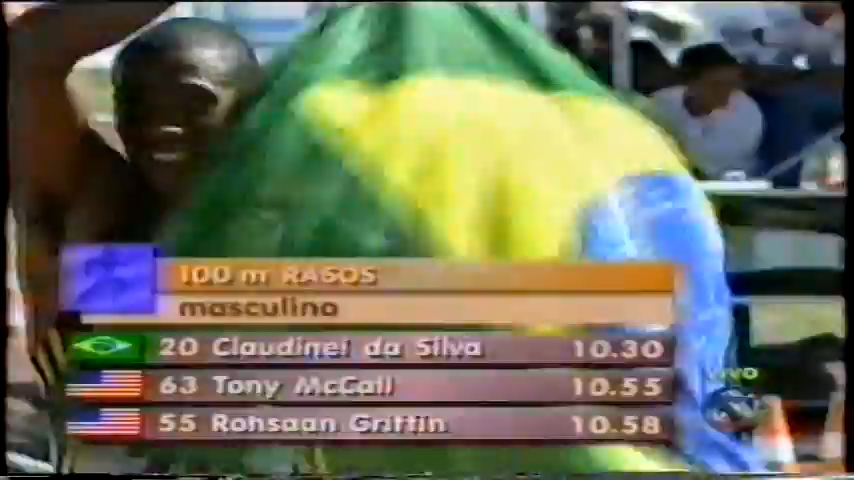 100 m RASOS
masculino
20 Claudinei da Silva 10.30
63 Tony McCall 10.55
55 Rohsaan Griffin 10.58
vivo